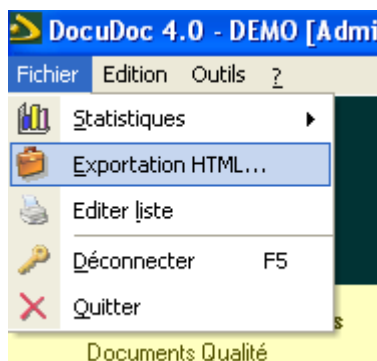 DocuDoc 4.0 - DEMO [Admi
Fichier Edition Outils ?
Statistiques
Exportation HTML...
Editer liste
Déconnecter F5
Quitter
s
Documents Qualité